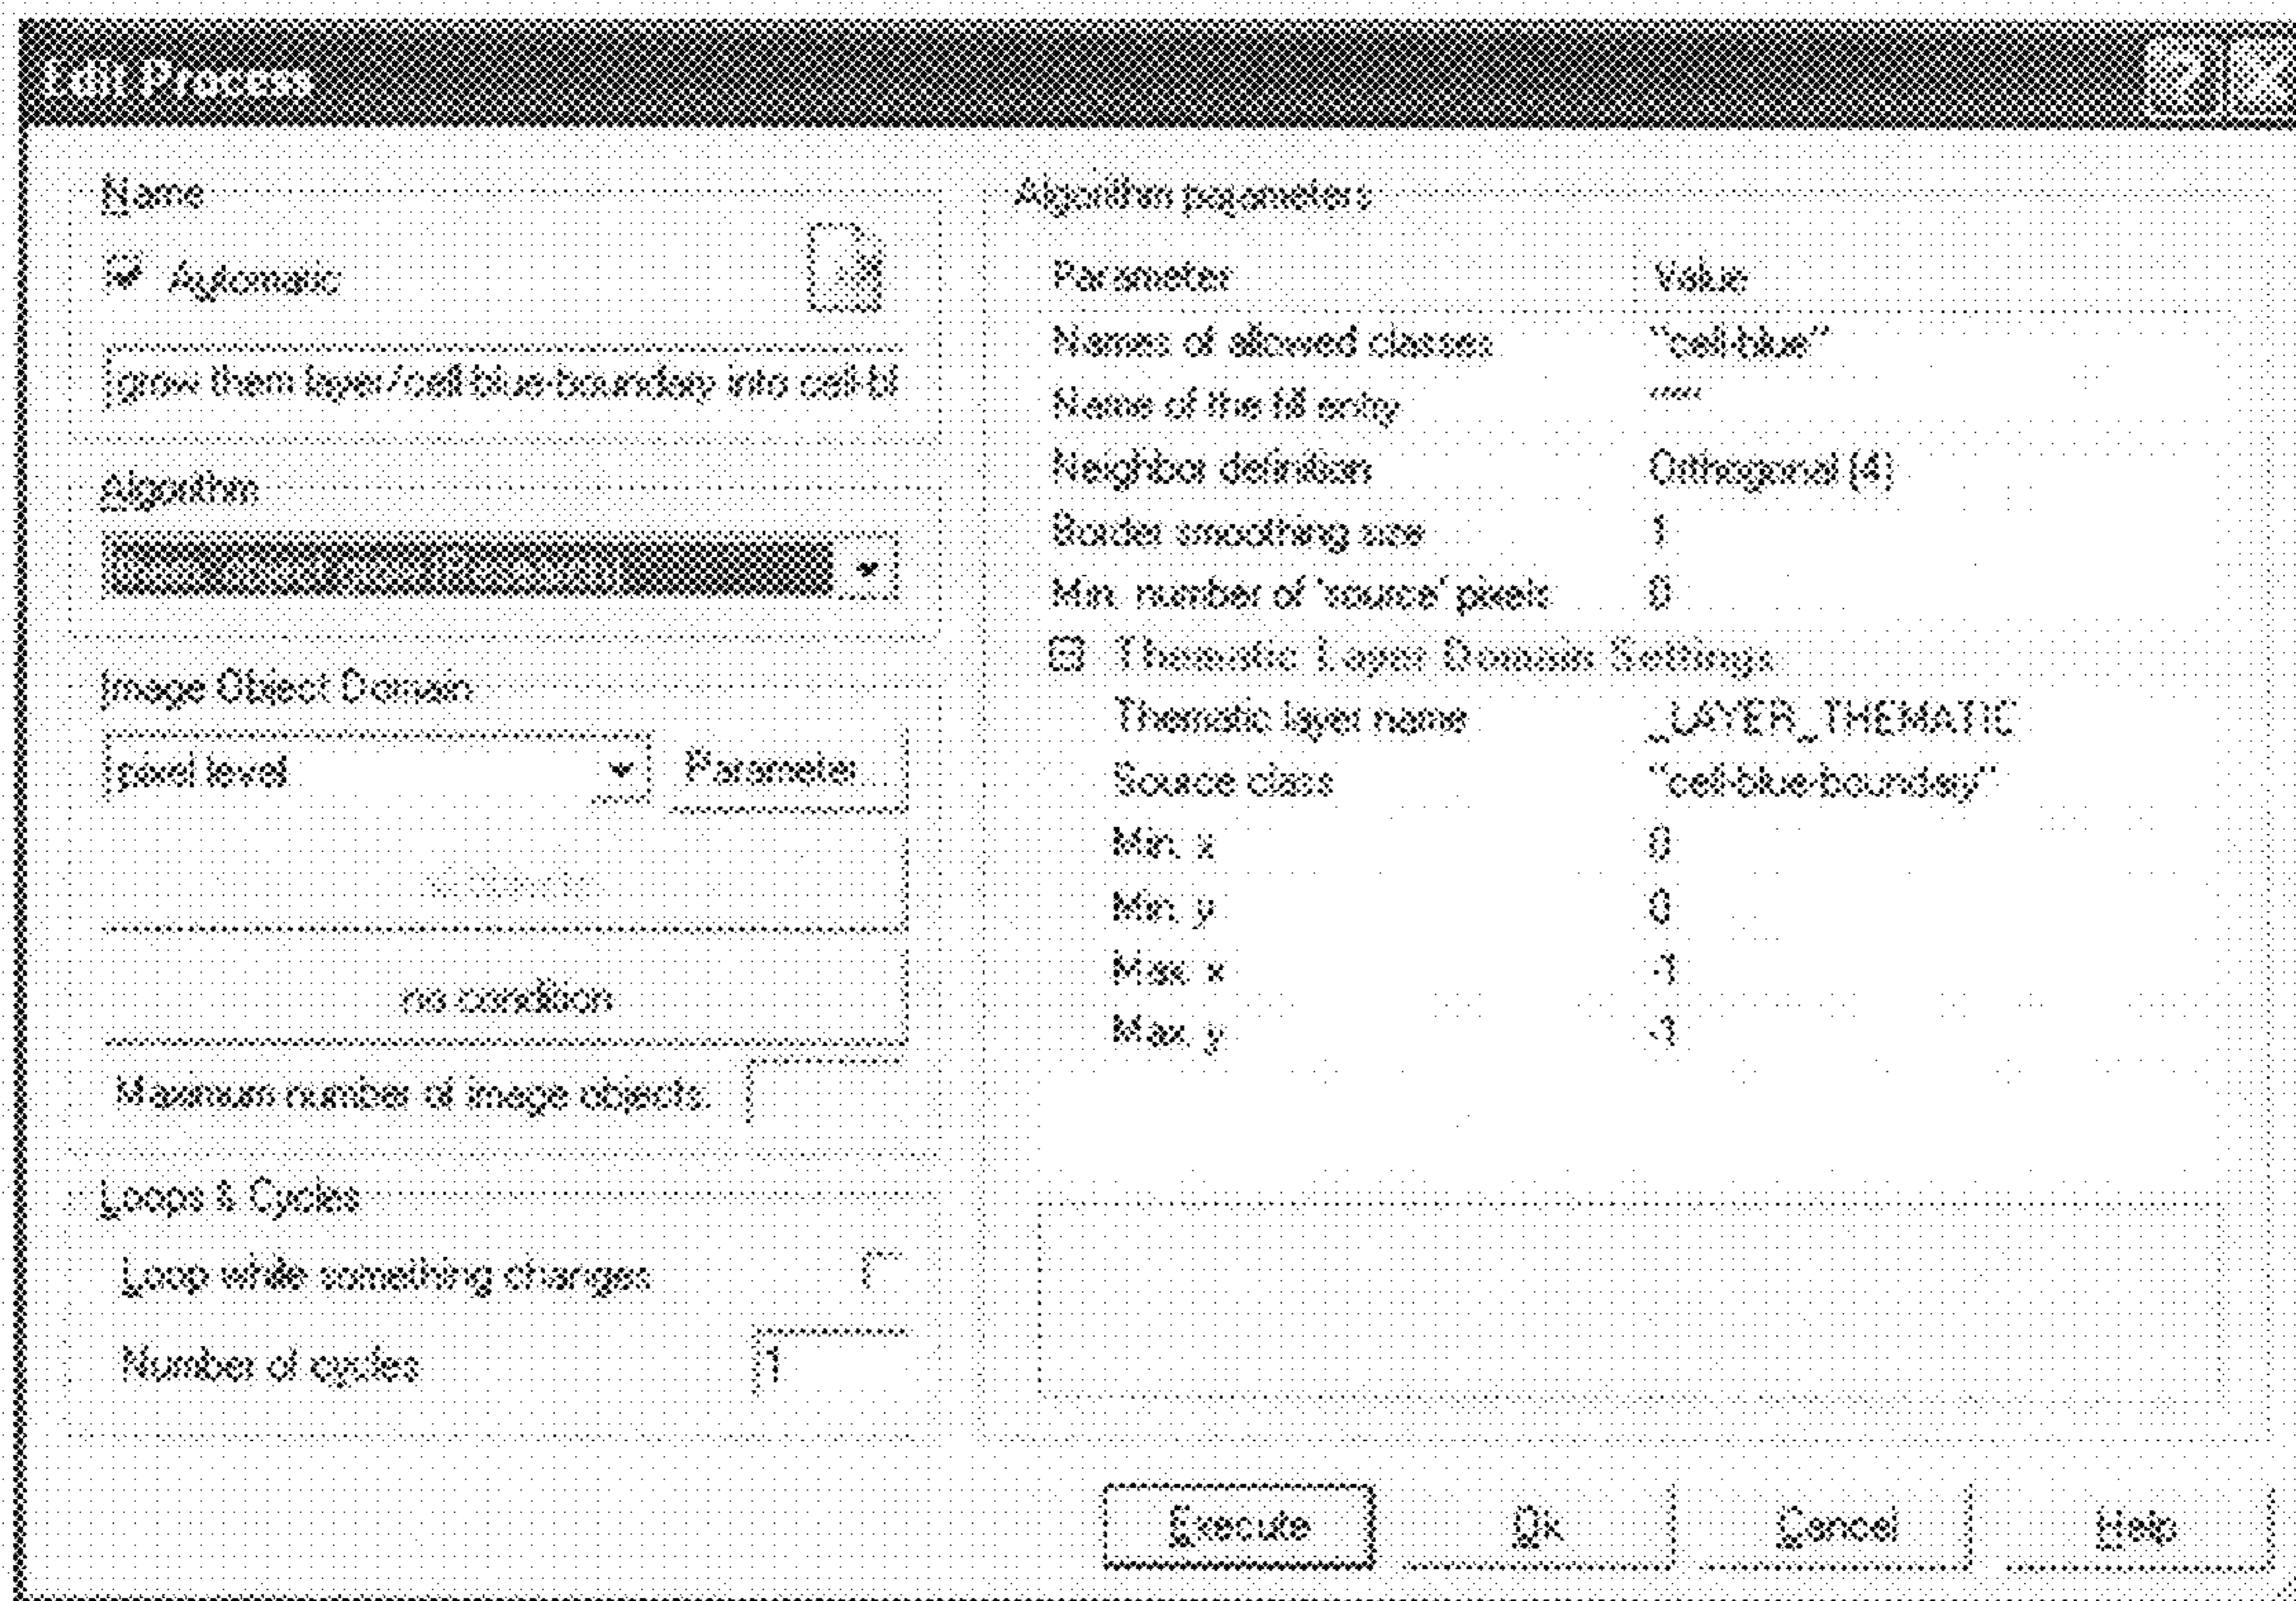 Edit Process
Name
Automatic
grow them layer/cell-blue-boundary into cell-bl
Algorithm
Image Object Domain
pixel level
Parameter
no condition
Maximum number of image objects:
Loops & Cycles
Loop while something changes
Number of cycles
1
Algorithm parameters
Parameter Value
Names of allowed classes "cell-blue"
Name of the fill entry ""
Neighbor definition Orthogonal (4)
Border smoothing size 1
Min. number of 'source' pixels 0
Thematic Layer Domain Settings
Thematic layer name _LAYER_THEMATIC
Source class "cell-blue-boundary"
Min. x 0
Min. y 0
Max. x -1
Max. y -1
Execute
Ok
Cancel
Help